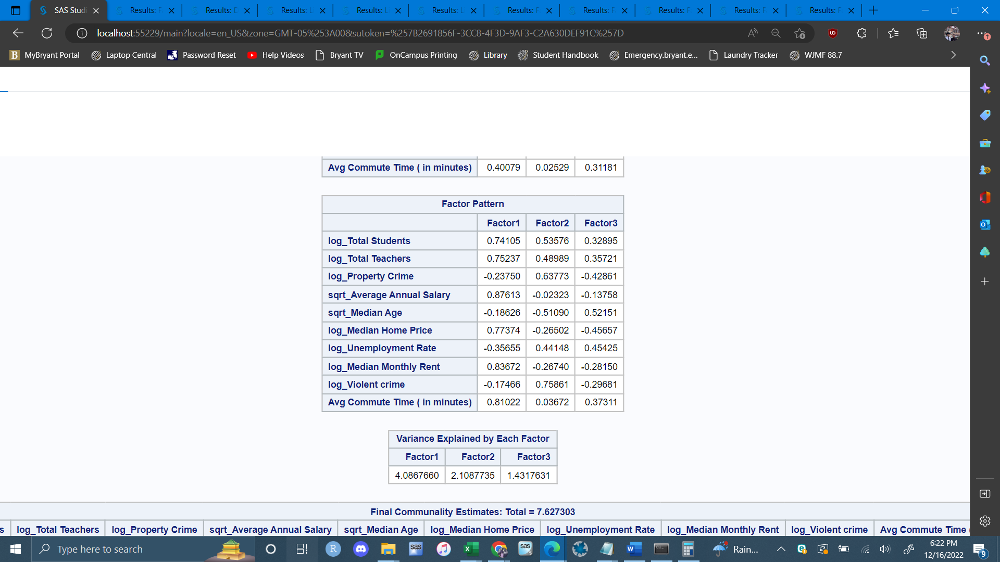 SAS Studi
Results: F
Results: D
Results: L
Results: L
Results: L
Results: F
Results: F
Results: F
Results: F
Results: F
localhost:55229/main?locale=en_US&zone=GMT-05%253A00&sutoken=%257B2691856F-3CC8-4F3D-9AF3-C2A630DEF91C%257D
MyBryant Portal Laptop Central Password Reset Help Videos Bryant TV OnCampus Printing Library Student Handbook Emergency.bryant.e... Laundry Tracker WJMF 88.7
Avg Commute Time ( in minutes) 0.40079 0.02529 0.31181
Factor Pattern
Factor1 Factor2 Factor3
log_Total Students 0.74105 0.53576 0.32895
log_Total Teachers 0.75237 0.48989 0.35721
log_Property Crime -0.23750 0.63773 -0.42861
sqrt_Average Annual Salary 0.87613 -0.02323 -0.13758
sqrt_Median Age -0.18626 -0.51090 0.52151
log_Median Home Price 0.77374 -0.26502 -0.45657
log_Unemployment Rate -0.35655 0.44148 0.45425
log_Median Monthly Rent 0.83672 -0.26740 -0.28150
log_Violent crime -0.17466 0.75861 -0.29681
Avg Commute Time ( in minutes) 0.81022 0.03672 0.37311
Variance Explained by Each Factor
Factor1 Factor2 Factor3
4.0867660 2.1087735 1.4317631
Final Communality Estimates: Total = 7.627303
s log_Total Teachers log_Property Crime sqrt_Average Annual Salary sqrt_Median Age log_Median Home Price log_Unemployment Rate log_Median Monthly Rent log_Violent crime Avg Commute Time (
Type here to search
Rain...
6:22 PM
12/16/2022
9